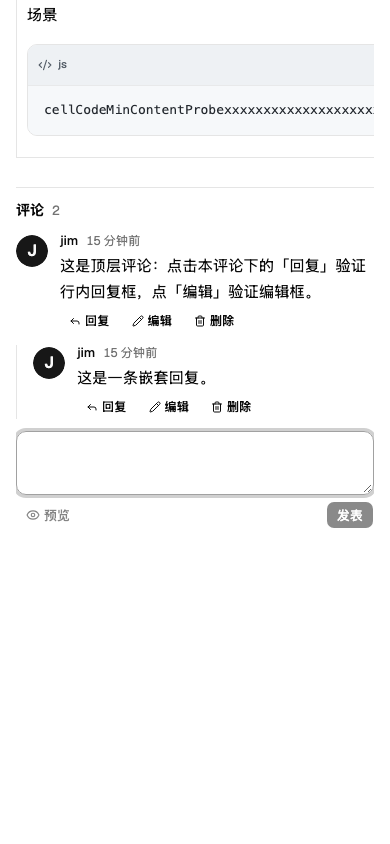 场景
</> js
cellCodeMinContentProbexxxxxxxxxxxxxxxxxxx
评论 2
J
jim 15 分钟前
这是顶层评论：点击本评论下的「回复」验证
行内回复框，点「编辑」验证编辑框。
回复 编辑 删除
J
jim 15 分钟前
这是一条嵌套回复。
回复 编辑 删除
预览 发表